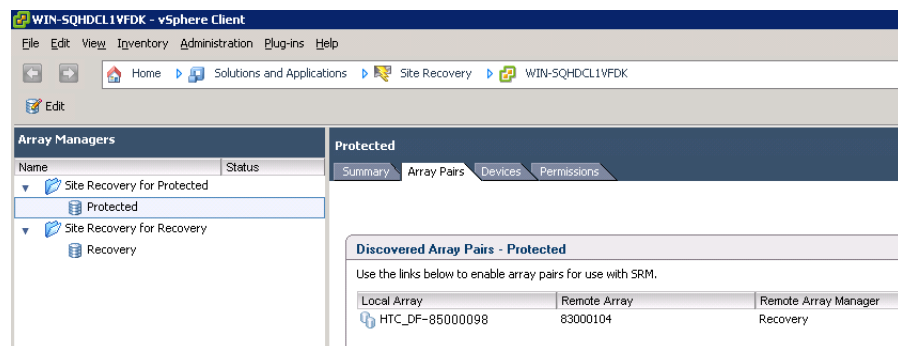 WIN-SQHDCL1VFDK - vSphere Client
File Edit View Inventory Administration Plug-ins Help
Home Solutions and Applications Site Recovery WIN-SQHDCL1VFDK
Edit
Array Managers
Name Status
Site Recovery for Protected
Protected
Site Recovery for Recovery
Recovery
Protected
Summary Array Pairs Devices Permissions
Discovered Array Pairs - Protected
Use the links below to enable array pairs for use with SRM.
Local Array Remote Array Remote Array Manager
HTC_DF-85000098 83000104 Recovery